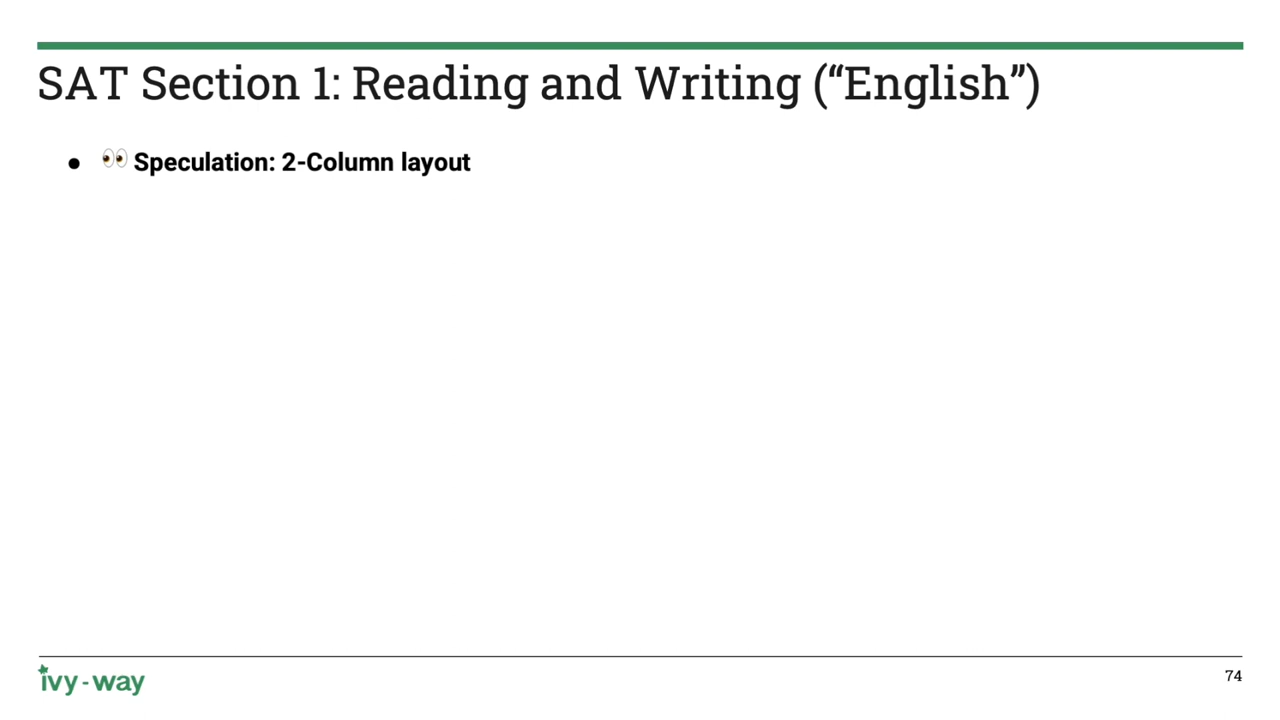 SAT Section 1: Reading and Writing (“English”)
● 👀 Speculation: 2-Column layout
ivy-way
74